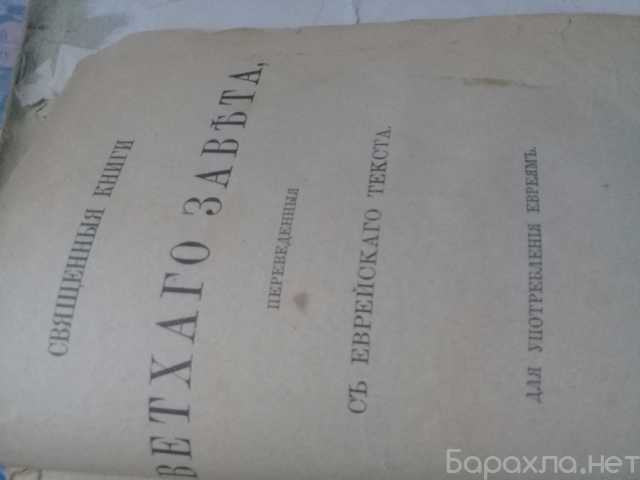 СВЯЩЕННЫЯ КНИГИ
ВЕТХАГО ЗАВѢТА,
ПЕРЕВЕДЕННЫЯ
СЪ ЕВРЕЙСКАГО ТЕКСТА.
ДЛЯ УПОТРЕБЛЕНІЯ ЕВРЕЯМЪ.
Барахла.нет